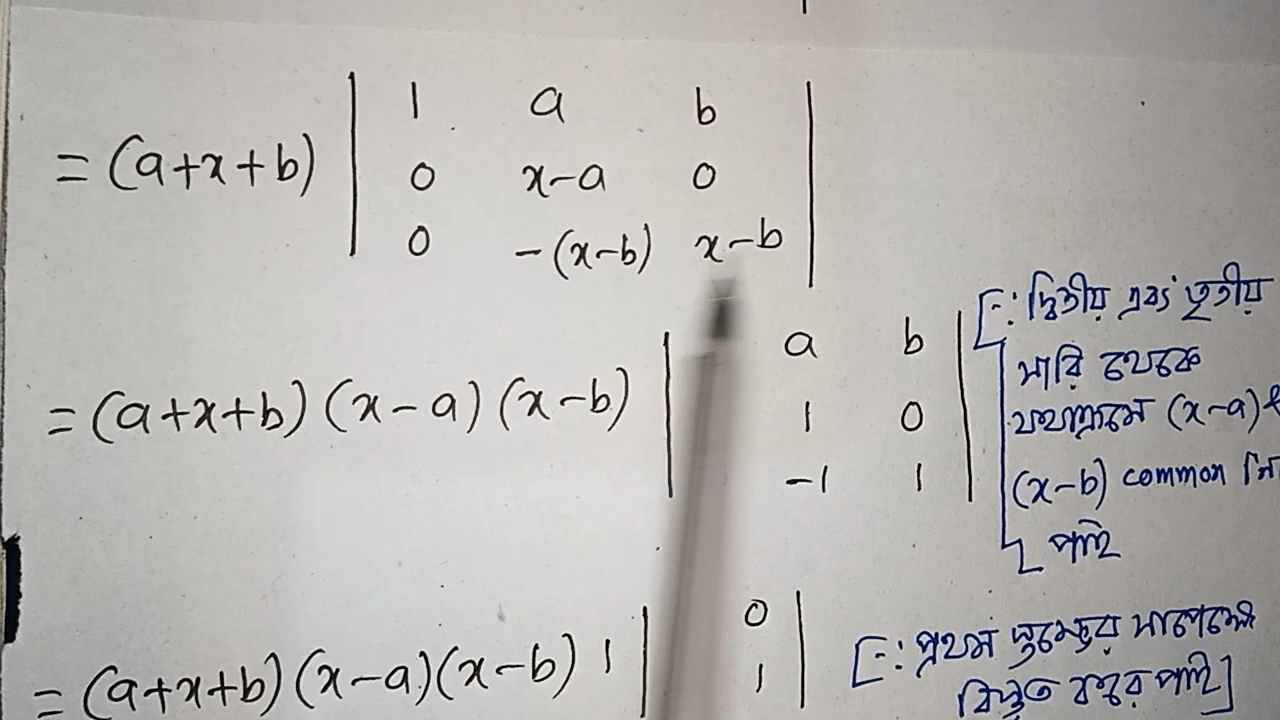 | 1 a b |
= (a+x+b) | 0 x-a 0 |
| 0 -(x-b) x-b |
| a b | [∵ দ্বিতীয় এবং তৃতীয়
সারি থেকে
= (a+x+b) (x-a) (x-b) | 1 0 | যথাক্রমে (x-a) ও
| -1 1 | (x-b) common নি
পাই
| 0 |
= (a+x+b) (x-a) (x-b) 1 | 1 | [∵ প্রথম স্তম্ভের সাপেক্ষে
বিস্তৃত করে পাই]